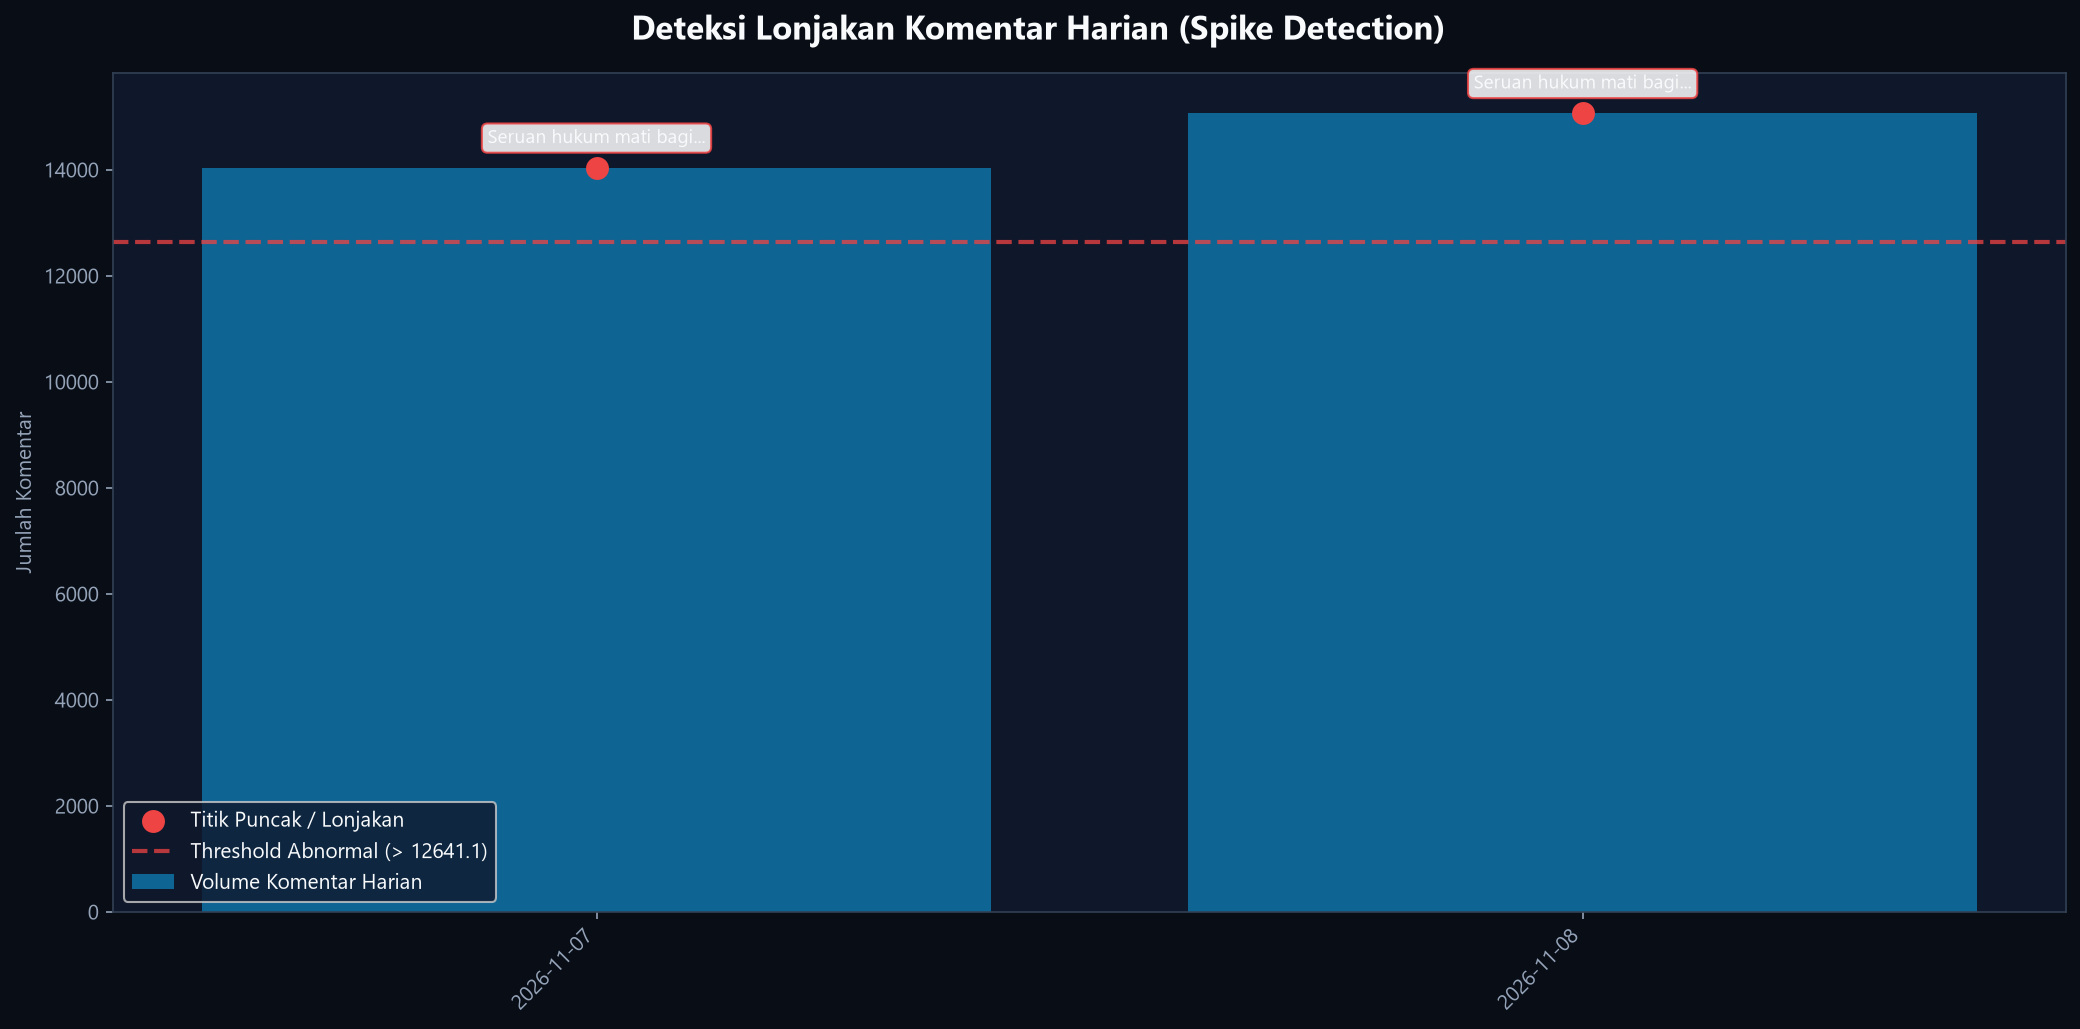 Deteksi Lonjakan Komentar Harian (Spike Detection)
Seruan hukum mati bagi...
Seruan hukum mati bagi...
14000
12000
10000
8000
6000
4000
2000
0
Jumlah Komentar
Titik Puncak / Lonjakan
Threshold Abnormal (> 12641.1)
Volume Komentar Harian
2026-11-07
2026-11-08